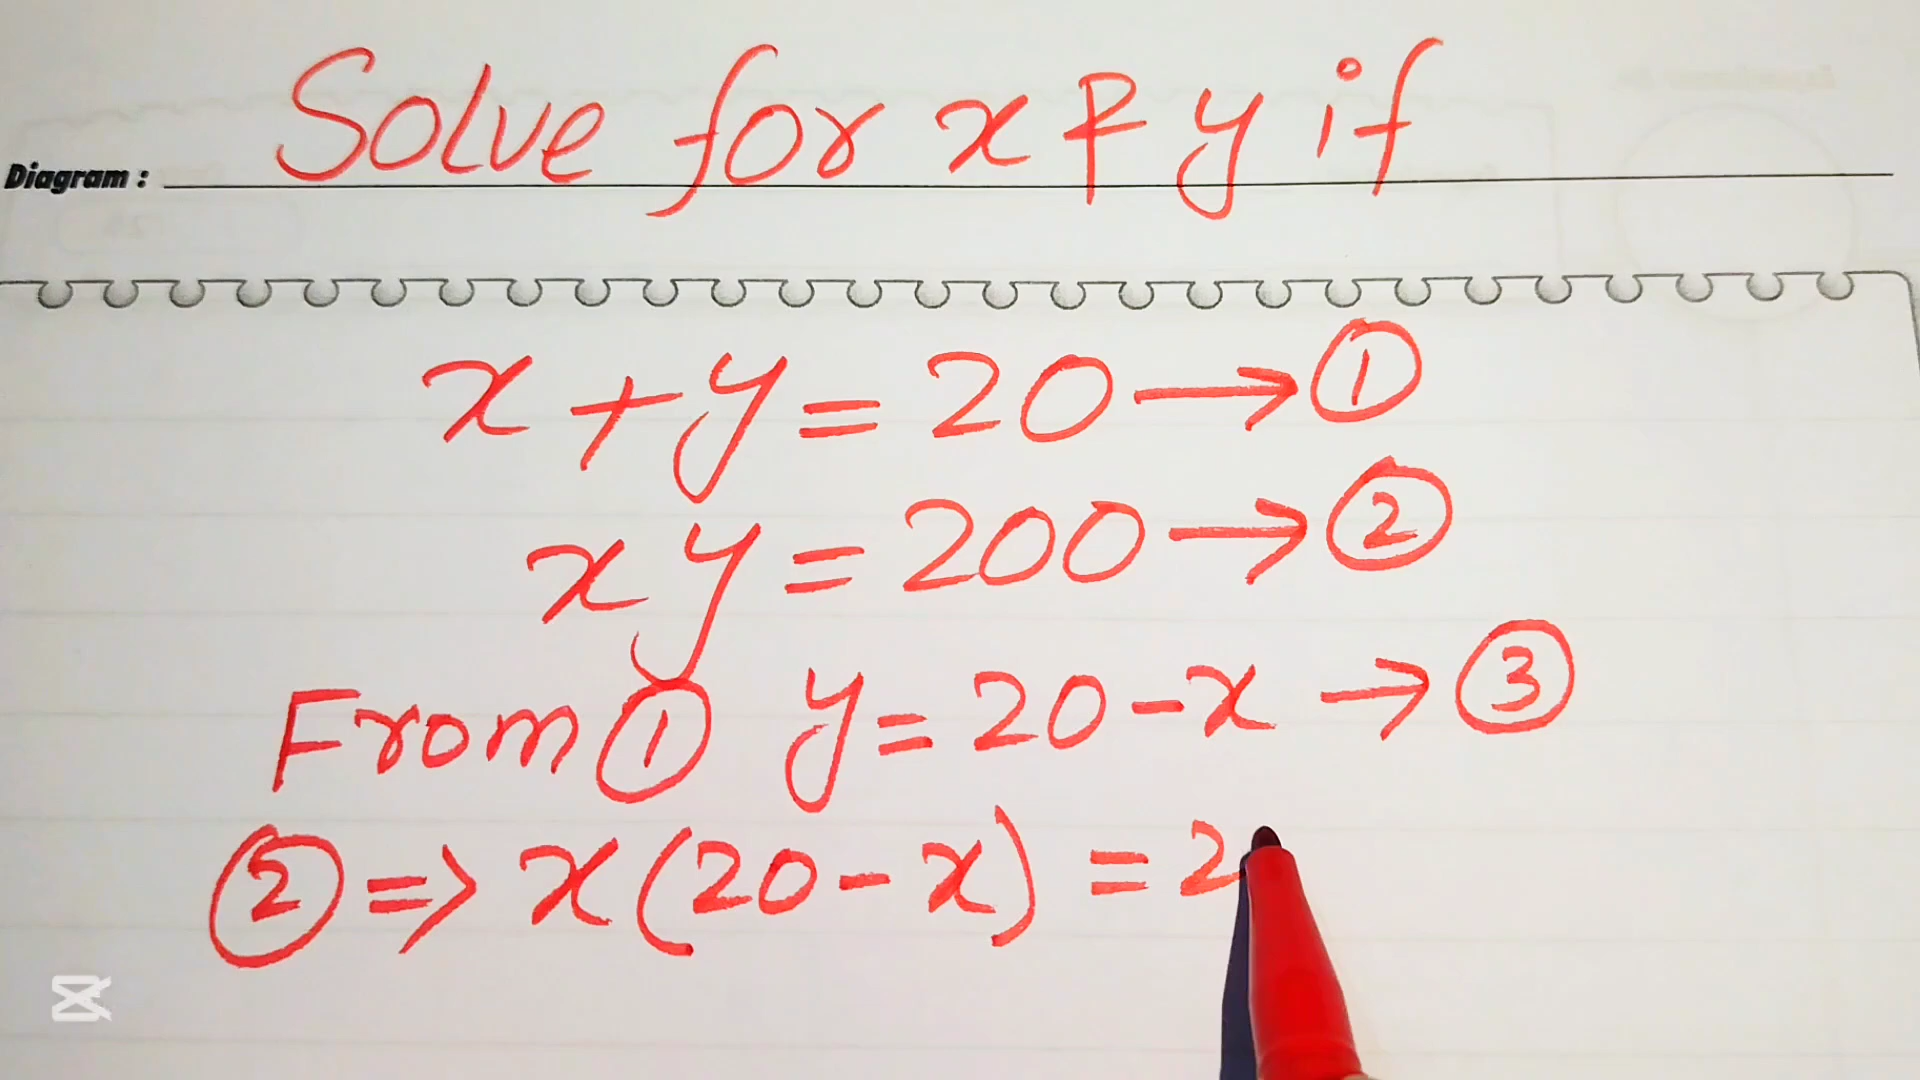 Solve for x & y if
Diagram :
x + y = 20 → ①
xy = 200 → ②
From ① y = 20 - x → ③
② => x(20 - x) = 2